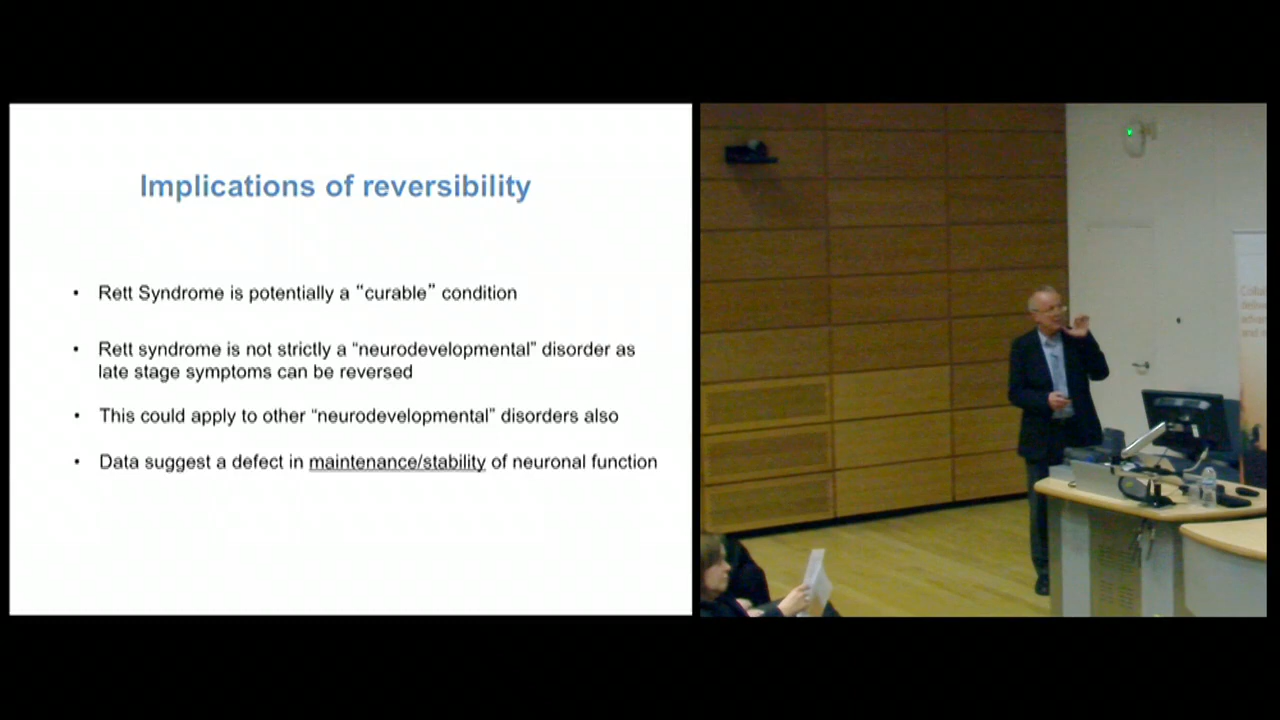 Implications of reversibility
• Rett Syndrome is potentially a “curable” condition
• Rett syndrome is not strictly a “neurodevelopmental” disorder as
late stage symptoms can be reversed
• This could apply to other “neurodevelopmental” disorders also
• Data suggest a defect in maintenance/stability of neuronal function